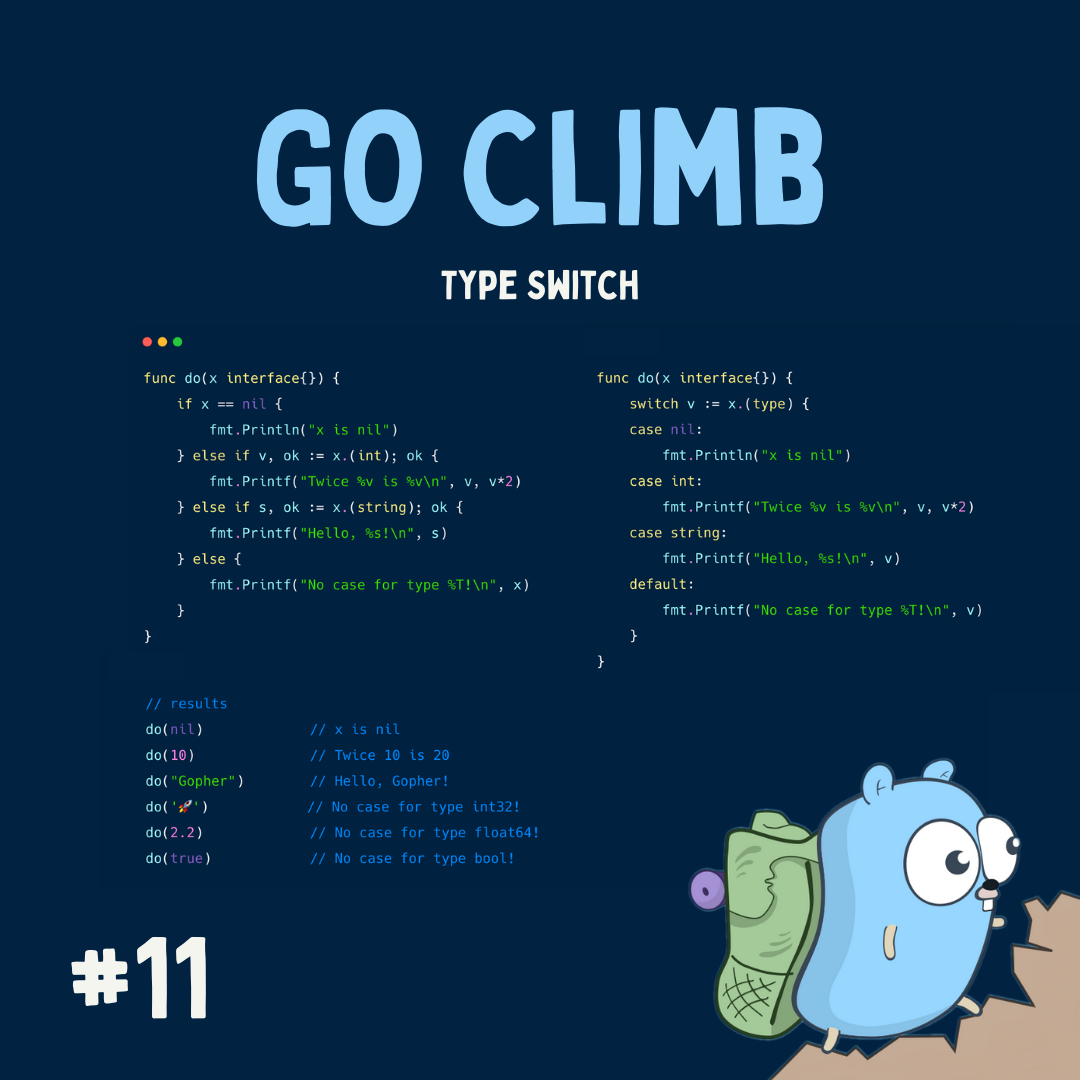 GO CLIMB
TYPE SWITCH
func do(x interface{}) {
    if x == nil {
        fmt.Println("x is nil")
    } else if v, ok := x.(int); ok {
        fmt.Printf("Twice %v is %v\n", v, v*2)
    } else if s, ok := x.(string); ok {
        fmt.Printf("Hello, %s!\n", s)
    } else {
        fmt.Printf("No case for type %T!\n", x)
    }
}
func do(x interface{}) {
    switch v := x.(type) {
    case nil:
        fmt.Println("x is nil")
    case int:
        fmt.Printf("Twice %v is %v\n", v, v*2)
    case string:
        fmt.Printf("Hello, %s!\n", v)
    default:
        fmt.Printf("No case for type %T!\n", v)
    }
}
// results
do(nil) // x is nil
do(10) // Twice 10 is 20
do("Gopher") // Hello, Gopher!
do('🚀') // No case for type int32!
do(2.2) // No case for type float64!
do(true) // No case for type bool!
#11